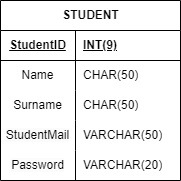 STUDENT
StudentID INT(9)
Name CHAR(50)
Surname CHAR(50)
StudentMail VARCHAR(50)
Password VARCHAR(20)